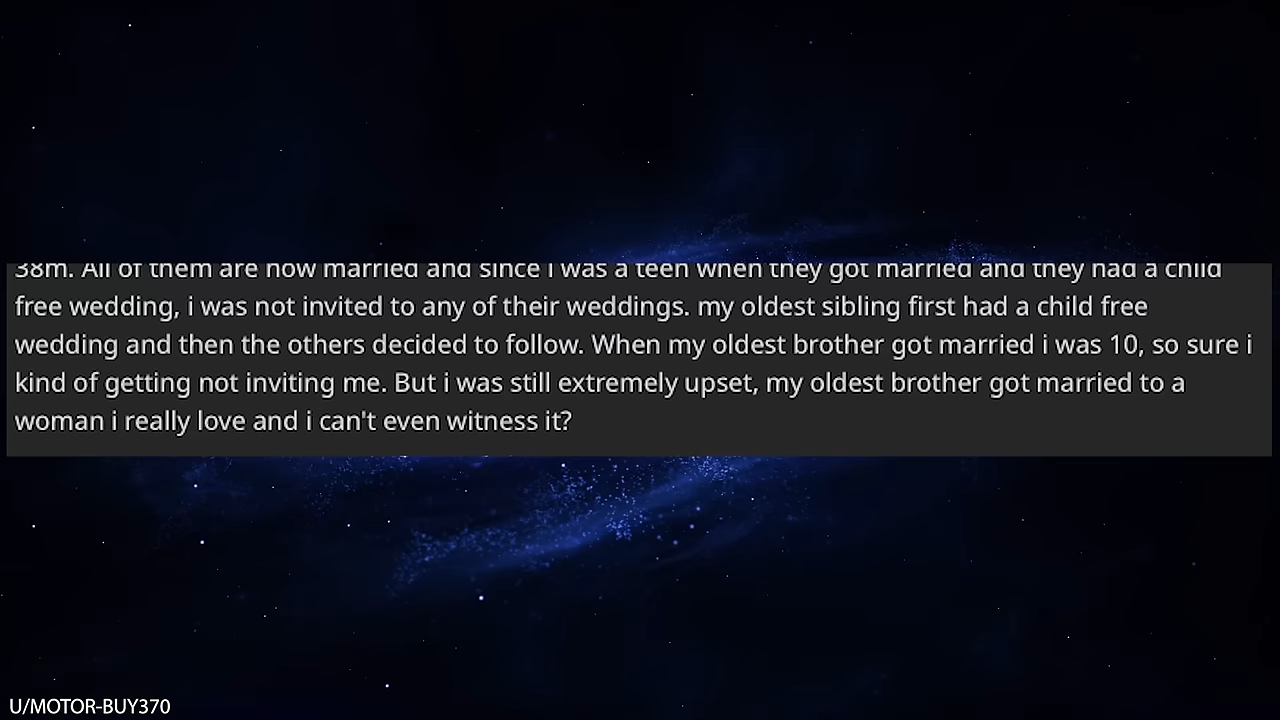 38m. All of them are now married and since i was a teen when they got married and they had a child
free wedding, i was not invited to any of their weddings. my oldest sibling first had a child free
wedding and then the others decided to follow. When my oldest brother got married i was 10, so sure i
kind of getting not inviting me. But i was still extremely upset, my oldest brother got married to a
woman i really love and i can't even witness it?
U/MOTOR-BUY370